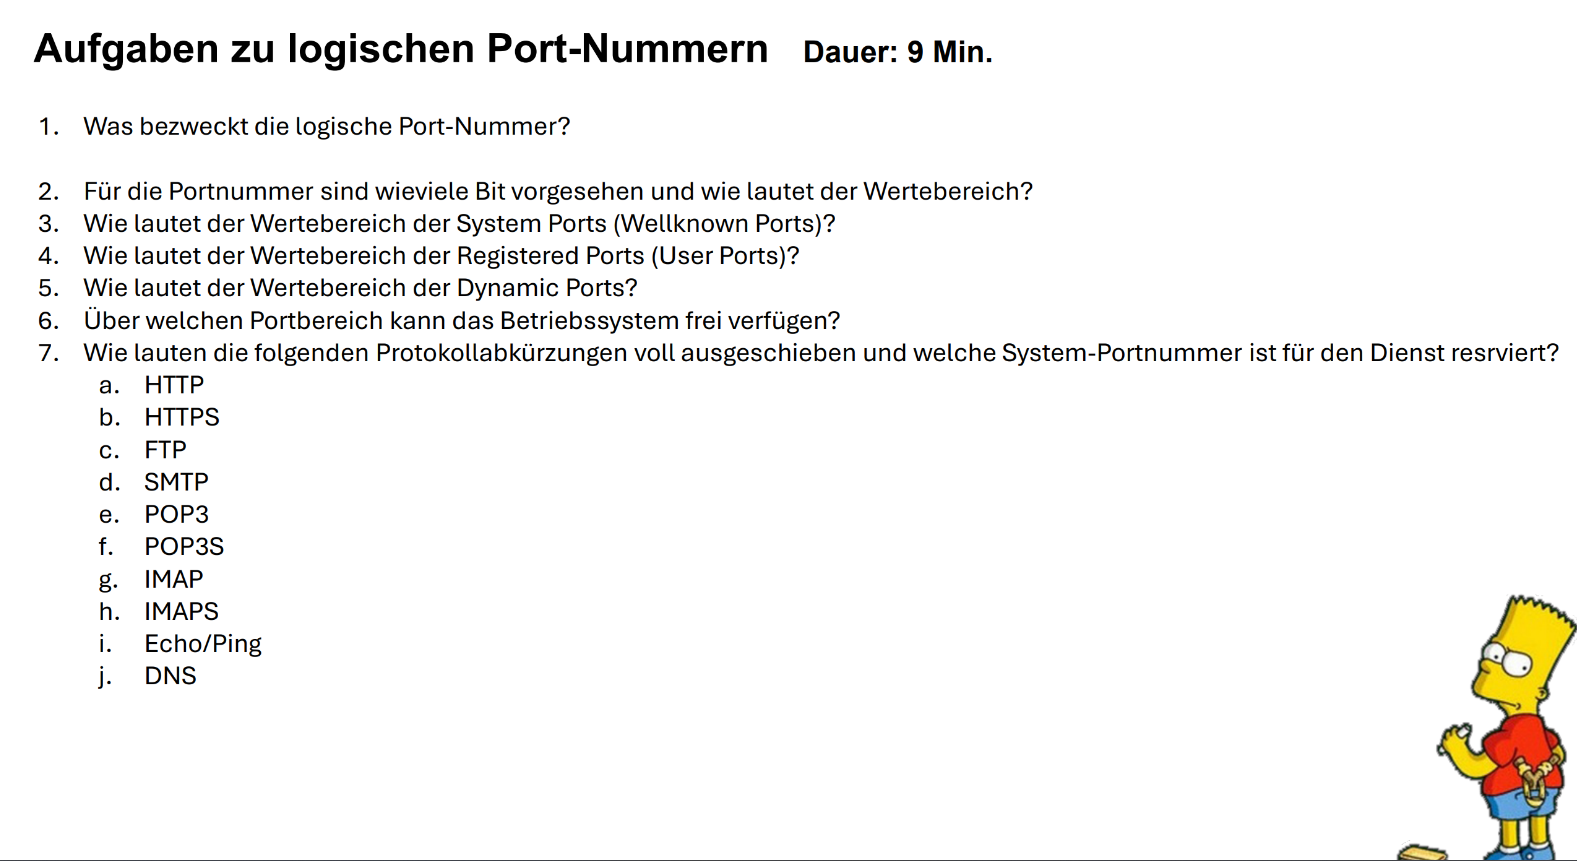 Aufgaben zu logischen Port-Nummern Dauer: 9 Min.
1. Was bezweckt die logische Port-Nummer?
2. Für die Portnummer sind wieviele Bit vorgesehen und wie lautet der Wertebereich?
3. Wie lautet der Wertebereich der System Ports (Wellknown Ports)?
4. Wie lautet der Wertebereich der Registered Ports (User Ports)?
5. Wie lautet der Wertebereich der Dynamic Ports?
6. Über welchen Portbereich kann das Betriebssystem frei verfügen?
7. Wie lauten die folgenden Protokollabkürzungen voll ausgeschieben und welche System-Portnummer ist für den Dienst resrviert?
a. HTTP
b. HTTPS
c. FTP
d. SMTP
e. POP3
f. POP3S
g. IMAP
h. IMAPS
i. Echo/Ping
j. DNS